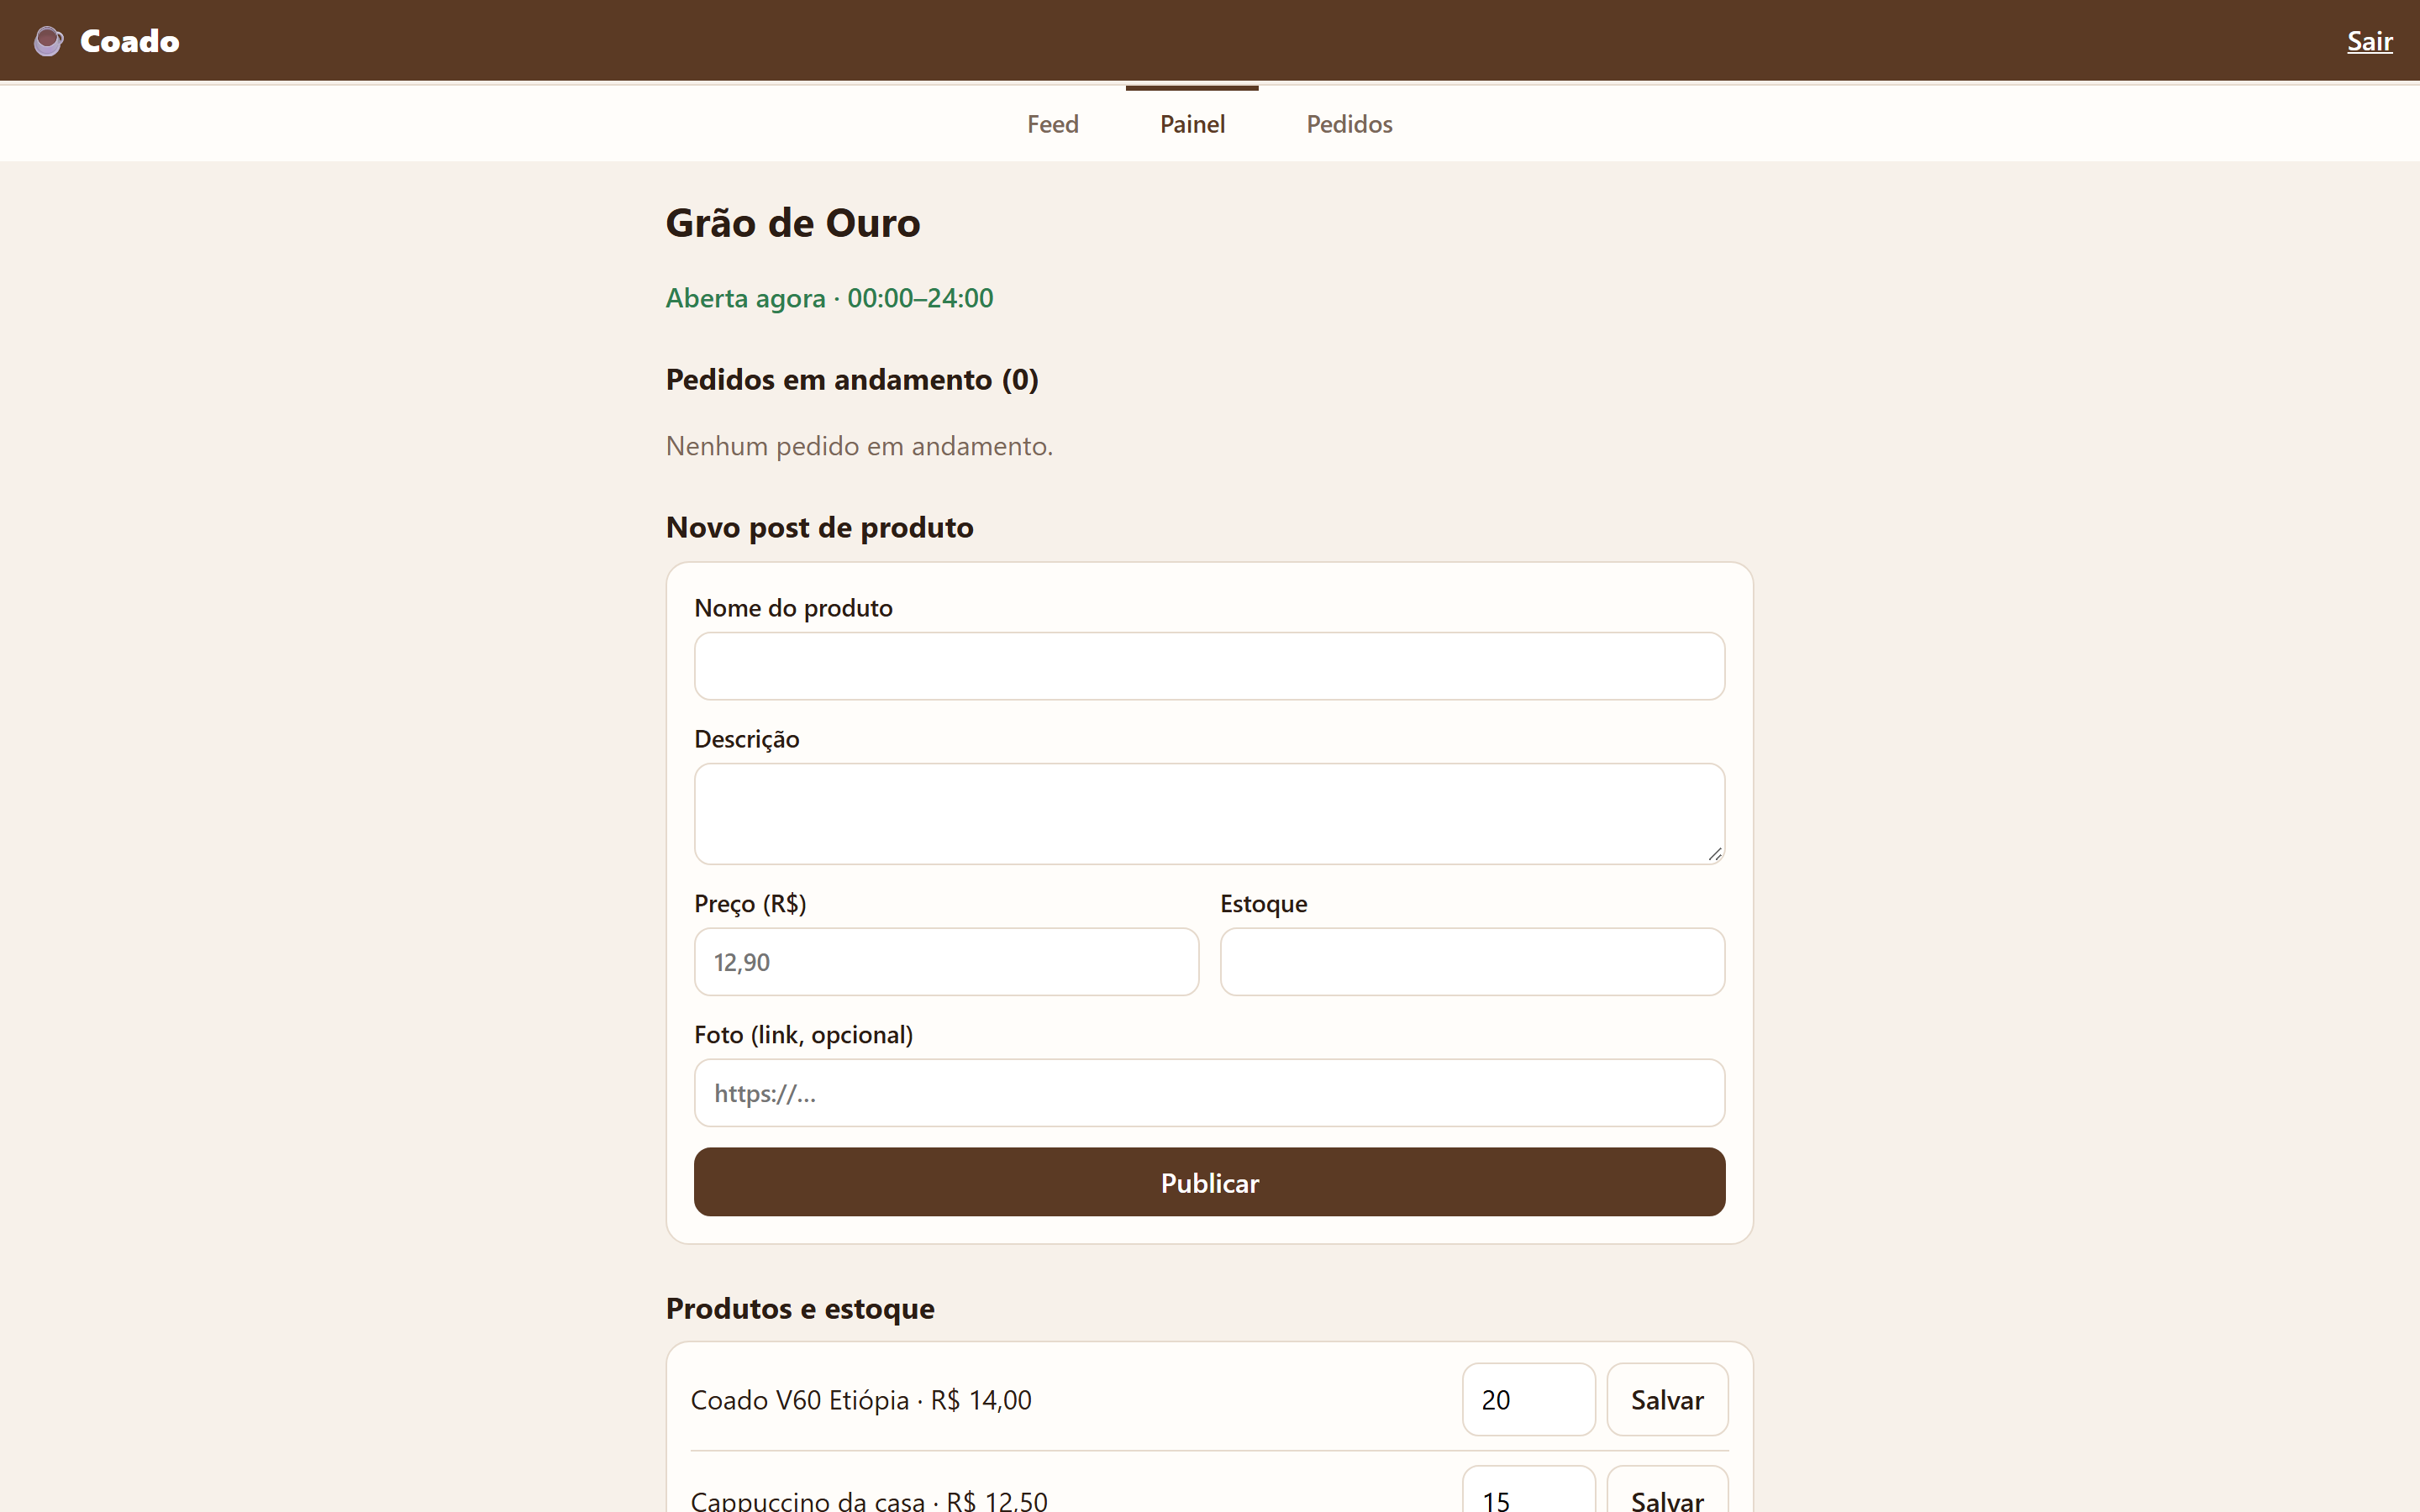 Coado
Sair
Feed
Painel
Pedidos
Grão de Ouro
Aberta agora · 00:00–24:00
Pedidos em andamento (0)
Nenhum pedido em andamento.
Novo post de produto
Nome do produto
Descrição
Preço (R$)
Estoque
12,90
Foto (link, opcional)
https://...
Publicar
Produtos e estoque
Coado V60 Etiópia · R$ 14,00
20
Salvar
Cappuccino da casa · R$ 12,50
15
Salvar